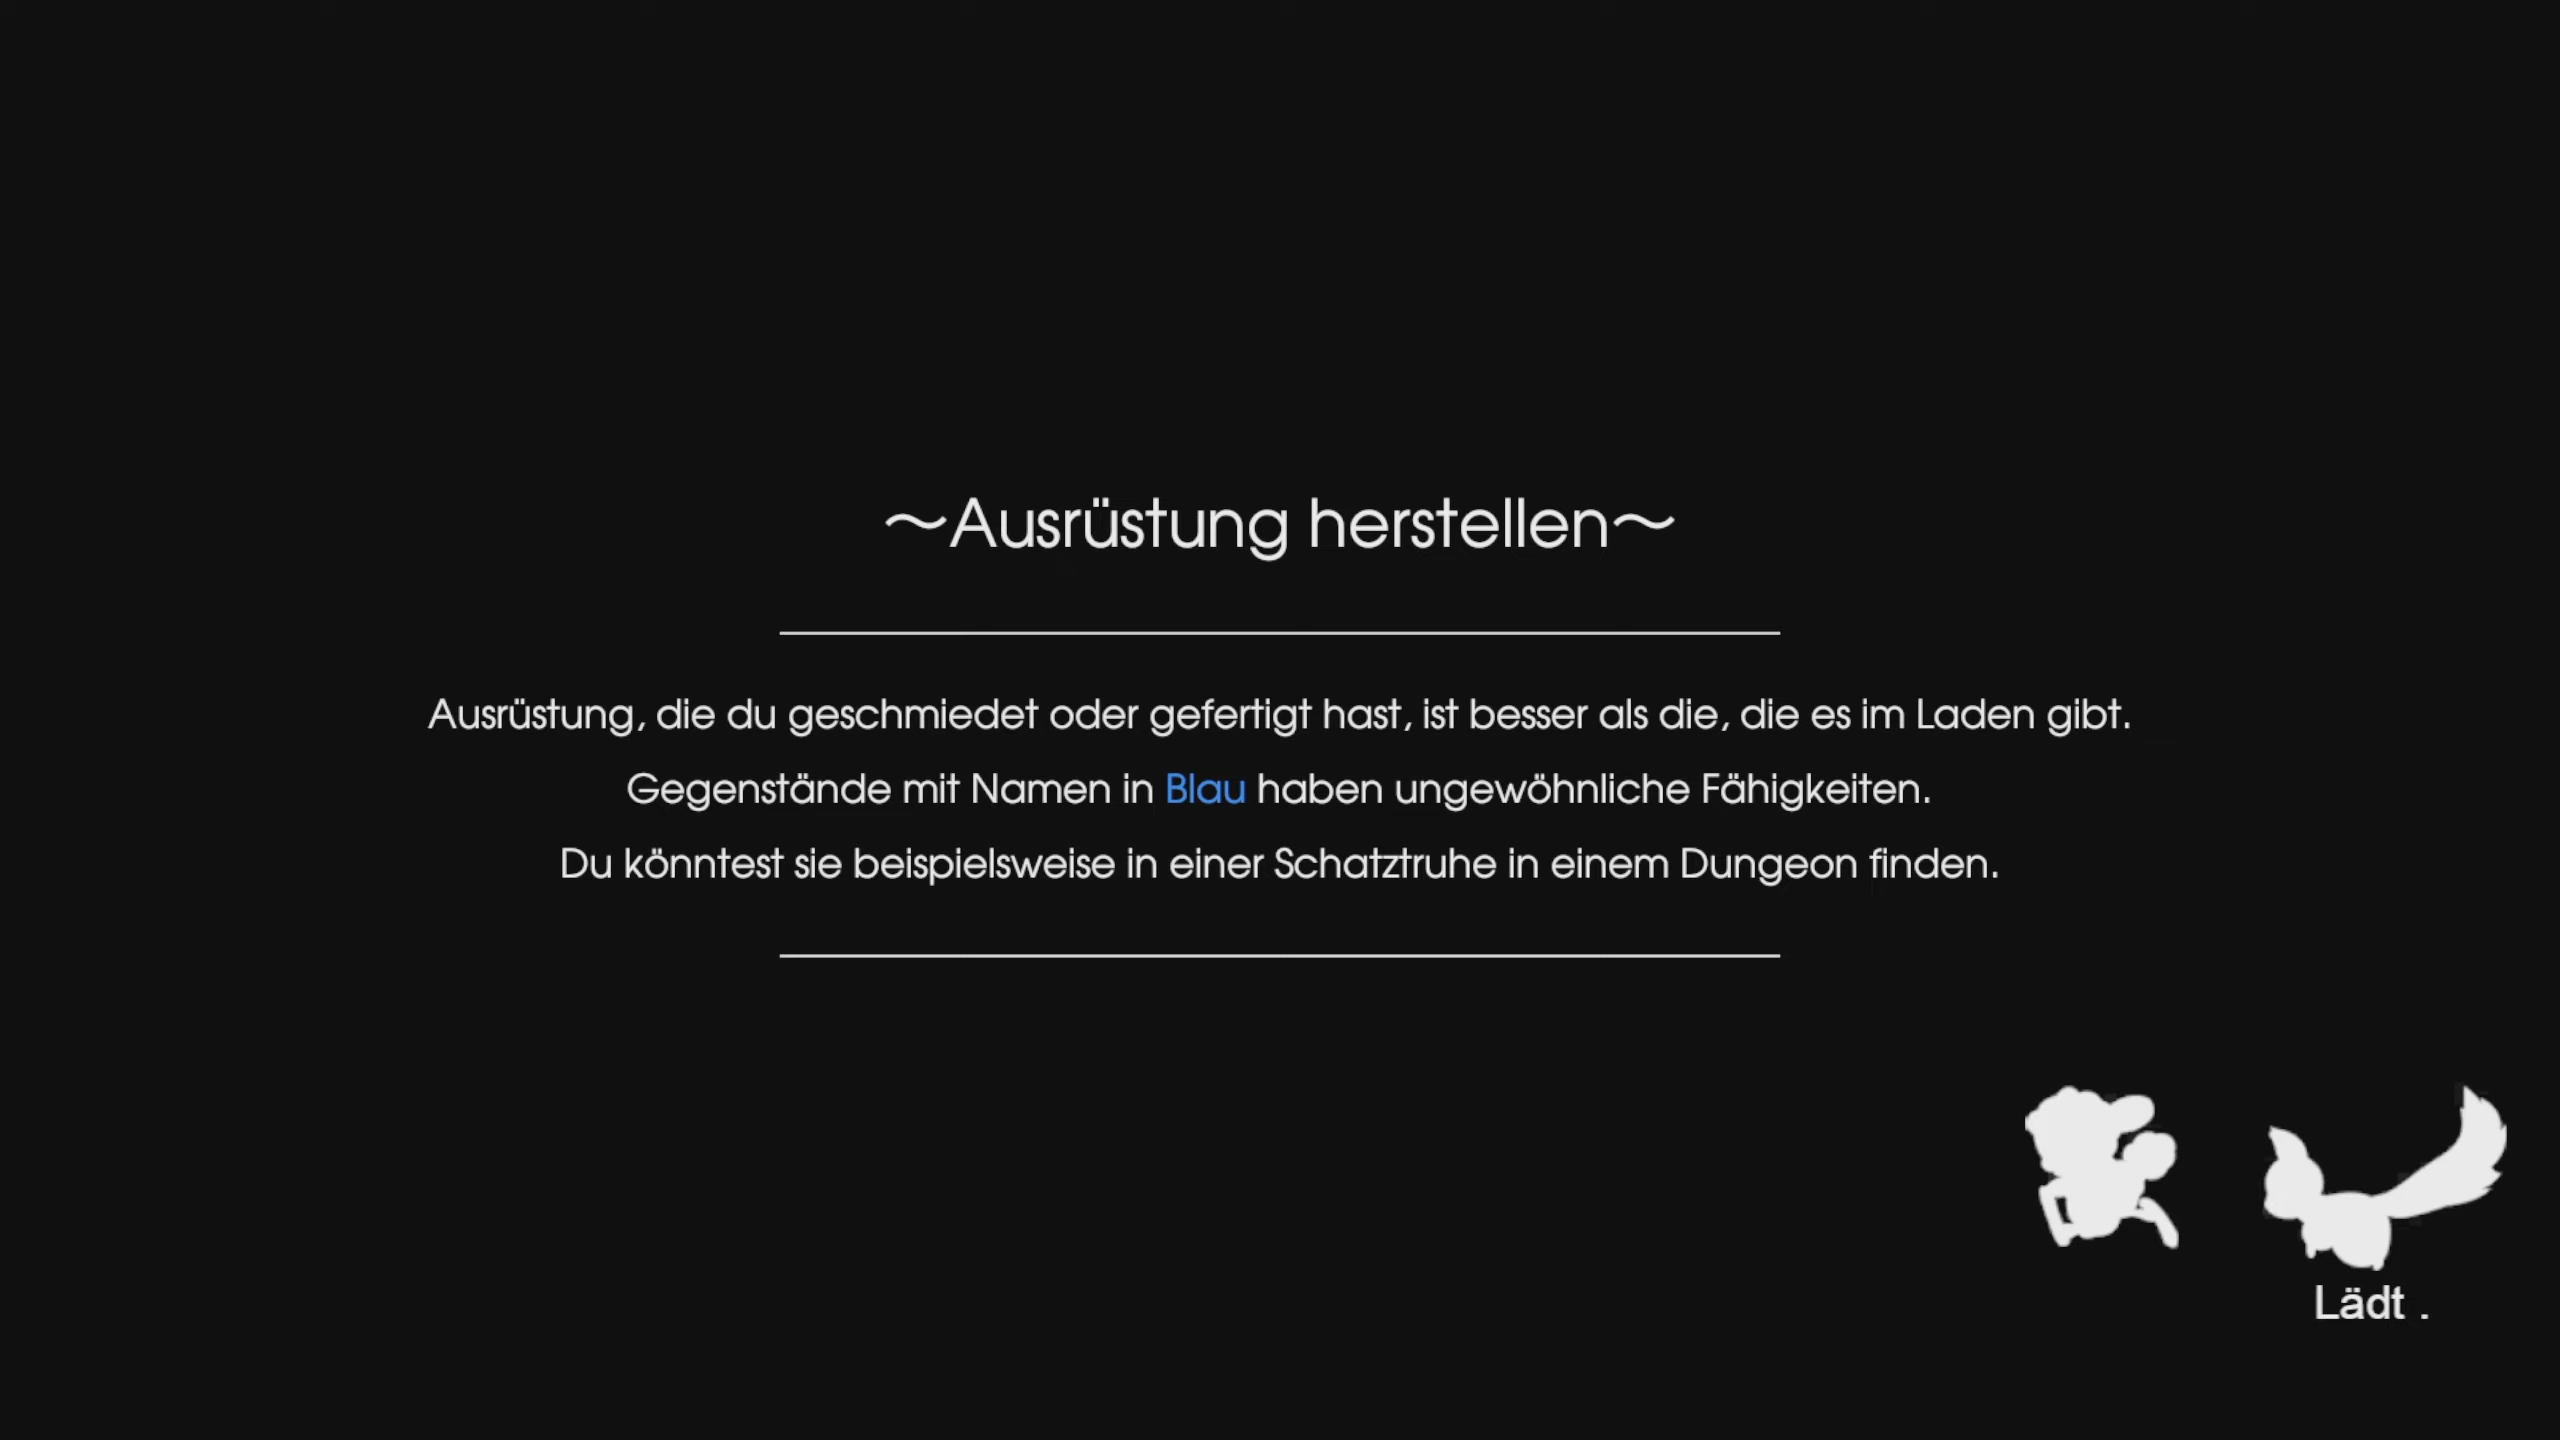 ～Ausrüstung herstellen～
Ausrüstung, die du geschmiedet oder gefertigt hast, ist besser als die, die es im Laden gibt.
Gegenstände mit Namen in Blau haben ungewöhnliche Fähigkeiten.
Du könntest sie beispielsweise in einer Schatztruhe in einem Dungeon finden.
Lädt .